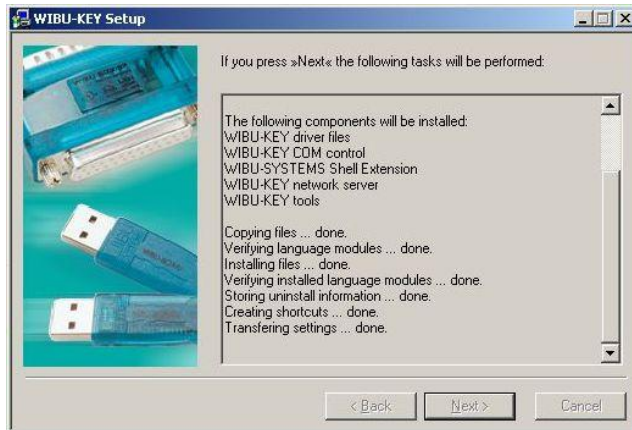 WIBU-KEY Setup
If you press »Next« the following tasks will be performed:
The following components will be installed:
WIBU-KEY driver files
WIBU-KEY COM control
WIBU-SYSTEMS Shell Extension
WIBU-KEY network server
WIBU-KEY tools
Copying files ... done.
Verifying language modules ... done.
Installing files ... done.
Verifying installed language modules ... done.
Storing uninstall information ... done.
Creating shortcuts ... done.
Transfering settings ... done.
< Back
Next >
Cancel